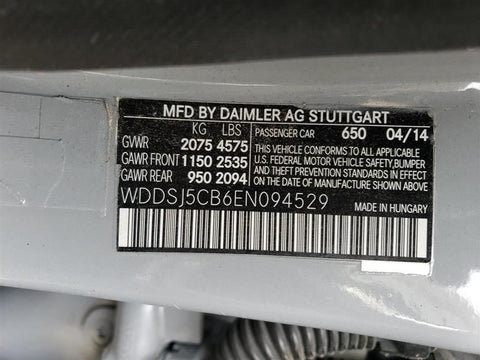 MFD BY DAIMLER AG STUTTGART
KG LBS PASSENGER CAR 650 04/14
GVWR 2075 4575 THIS VEHICLE CONFORMS TO ALL APPLICABLE
GAWR FRONT 1150 2535 U.S. FEDERAL MOTOR VEHICLE SAFETY, BUMPER
GAWR REAR 950 2094 AND THEFT PREVENTION STANDARDS IN EFFECT
ON THE DATE OF MANUFACTURE SHOWN ABOVE.
WDDSJ5CB6EN094529 MADE IN HUNGARY